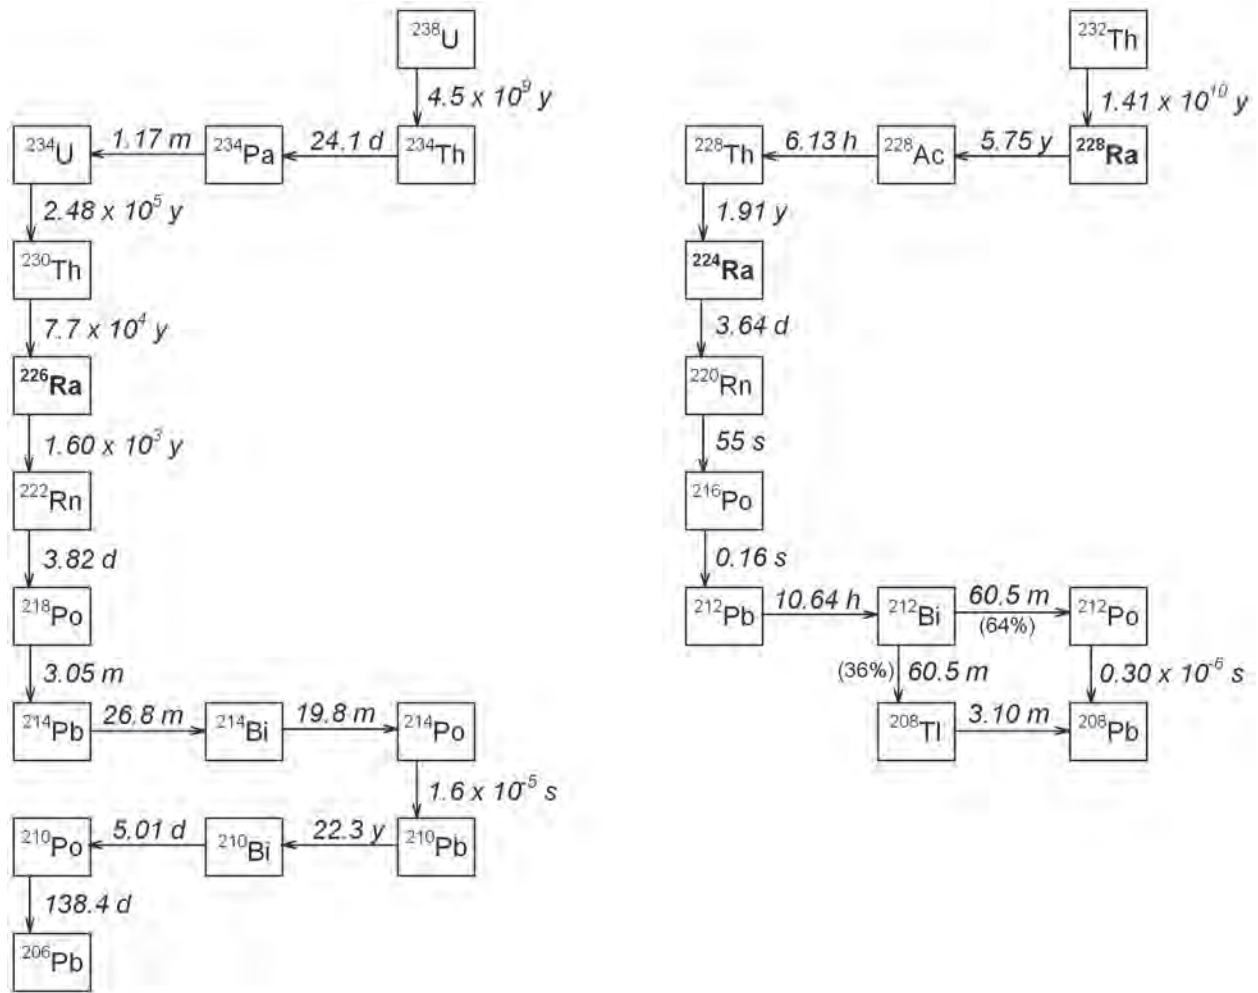 238U 232Th
4.5 x 10^9 y 1.41 x 10^10 y
234U 1.17 m 234Pa 24.1 d 234Th 228Th 6.13 h 228Ac 5.75 y 228Ra
2.48 x 10^5 y 1.91 y
230Th 224Ra
7.7 x 10^4 y 3.64 d
226Ra 220Rn
1.60 x 10^3 y 55 s
222Rn 216Po
3.82 d 0.16 s
218Po 212Pb 10.64 h 212Bi 60.5 m (64%) 212Po
3.05 m (36%) 60.5 m 0.30 x 10^-6 s
214Pb 26.8 m 214Bi 19.8 m 214Po 208Tl 3.10 m 208Pb
1.6 x 10^-5 s
210Po 5.01 d 210Bi 22.3 y 210Pb
138.4 d
206Pb